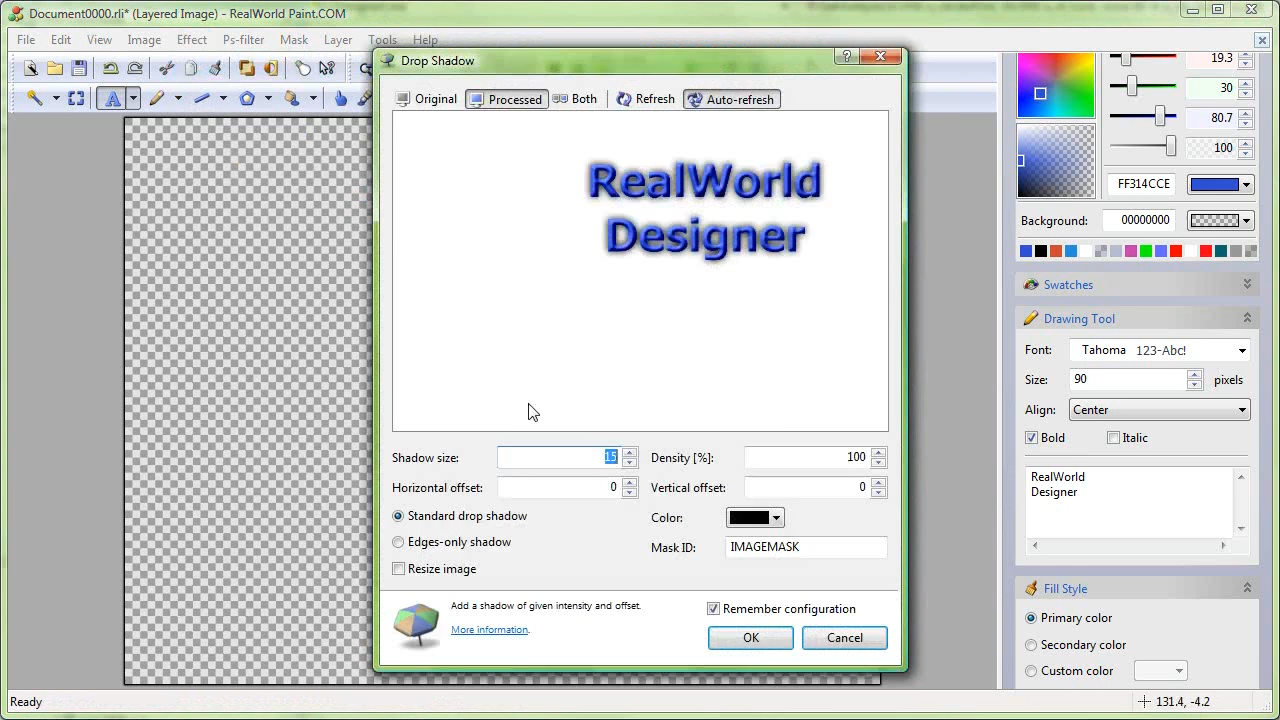 Document0000.rli* (Layered Image) - RealWorld Paint.COM
File Edit View Image Effect Ps-filter Mask Layer Tools Help
Drop Shadow
Original Processed Both Refresh Auto-refresh
RealWorld
Designer
Shadow size: 15 Density [%]: 100
Horizontal offset: 0 Vertical offset: 0
Standard drop shadow Color:
Edges-only shadow Mask ID: IMAGEMASK
Resize image
Add a shadow of given intensity and offset. Remember configuration
More information.
OK Cancel
19.3
30
80.7
100
FF314CCE
Background: 00000000
Swatches
Drawing Tool
Font: Tahoma 123-Abc!
Size: 90 pixels
Align: Center
Bold Italic
RealWorld
Designer
Fill Style
Primary color
Secondary color
Custom color
Ready 131.4, -4.2